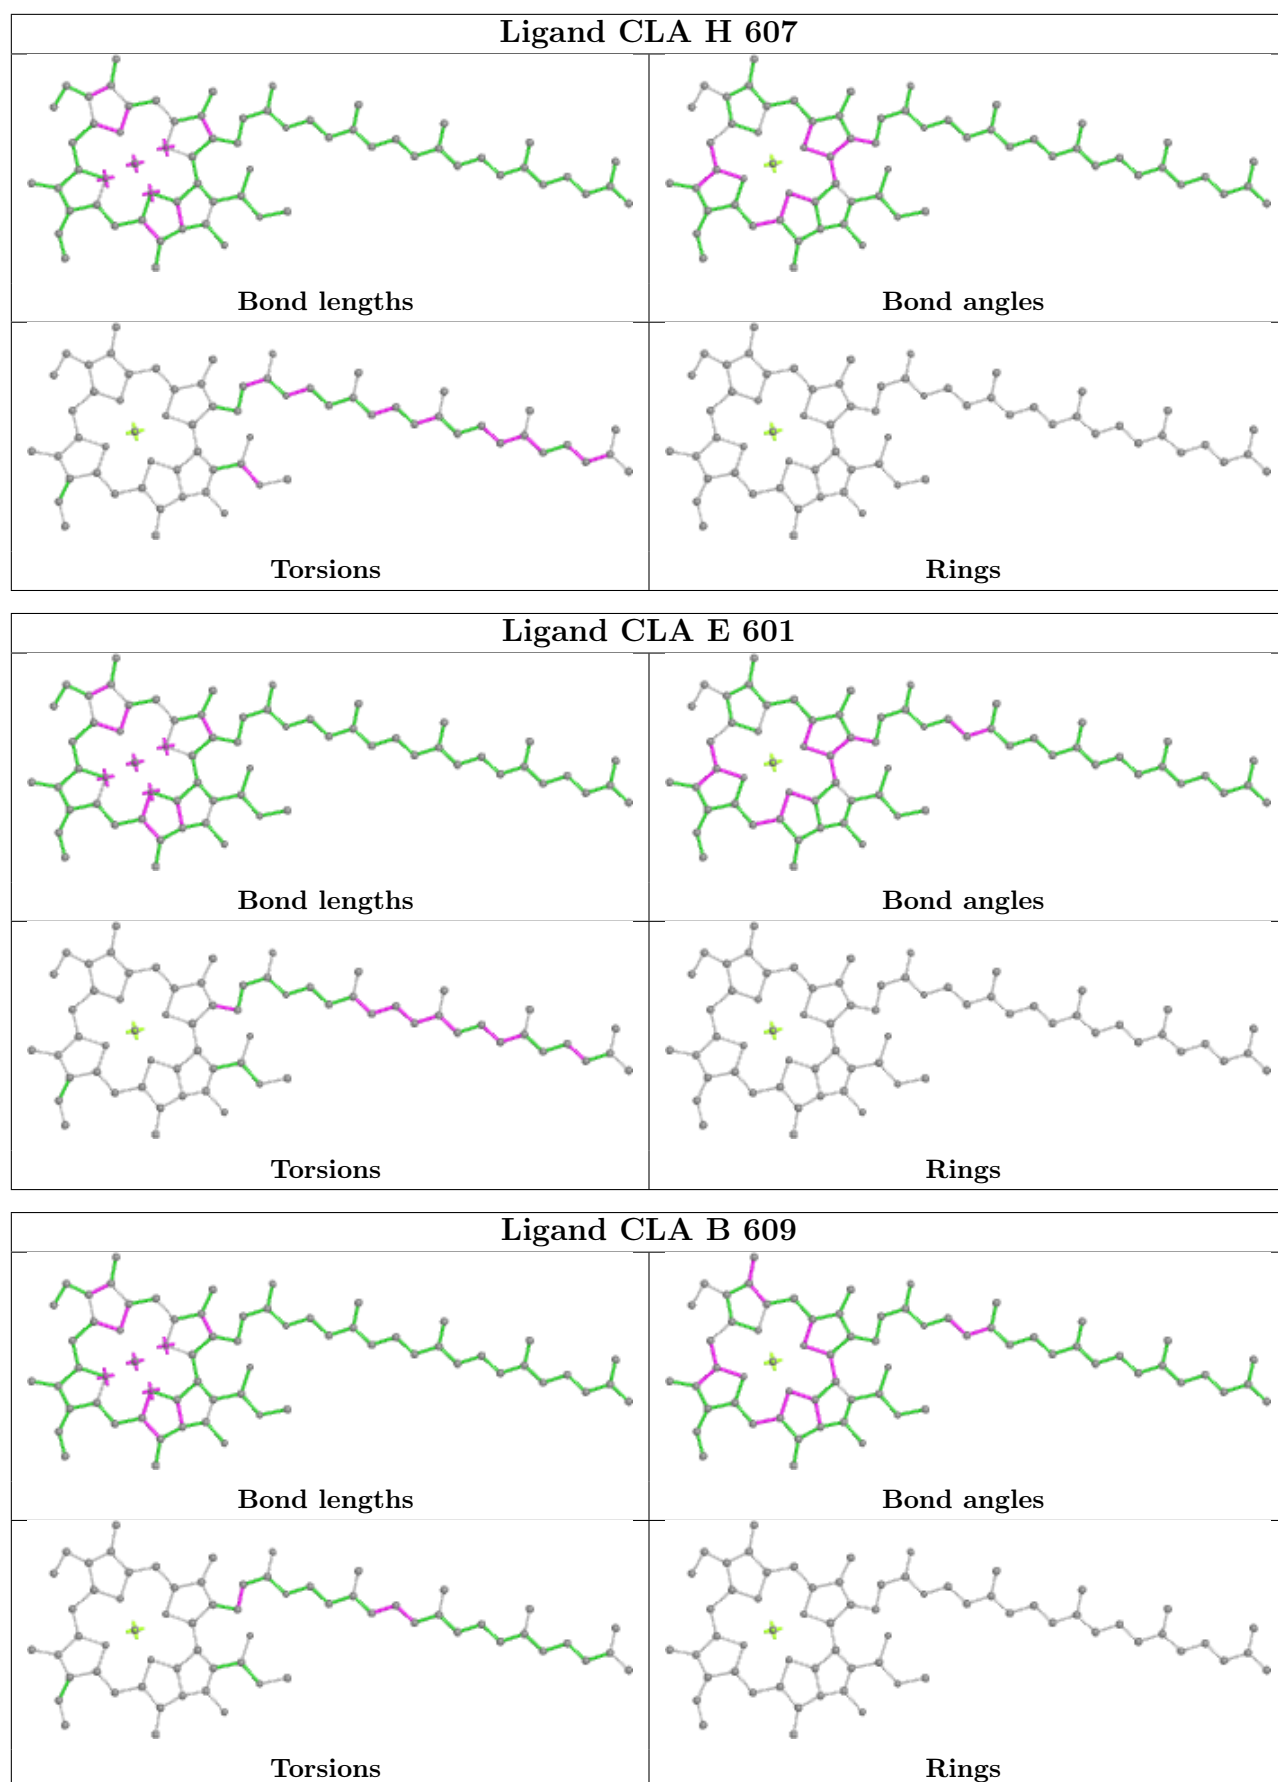 Ligand CLA H 607
Bond lengths
Bond angles
Torsions
Rings
Ligand CLA E 601
Bond lengths
Bond angles
Torsions
Rings
Ligand CLA B 609
Bond lengths
Bond angles
Torsions
Rings